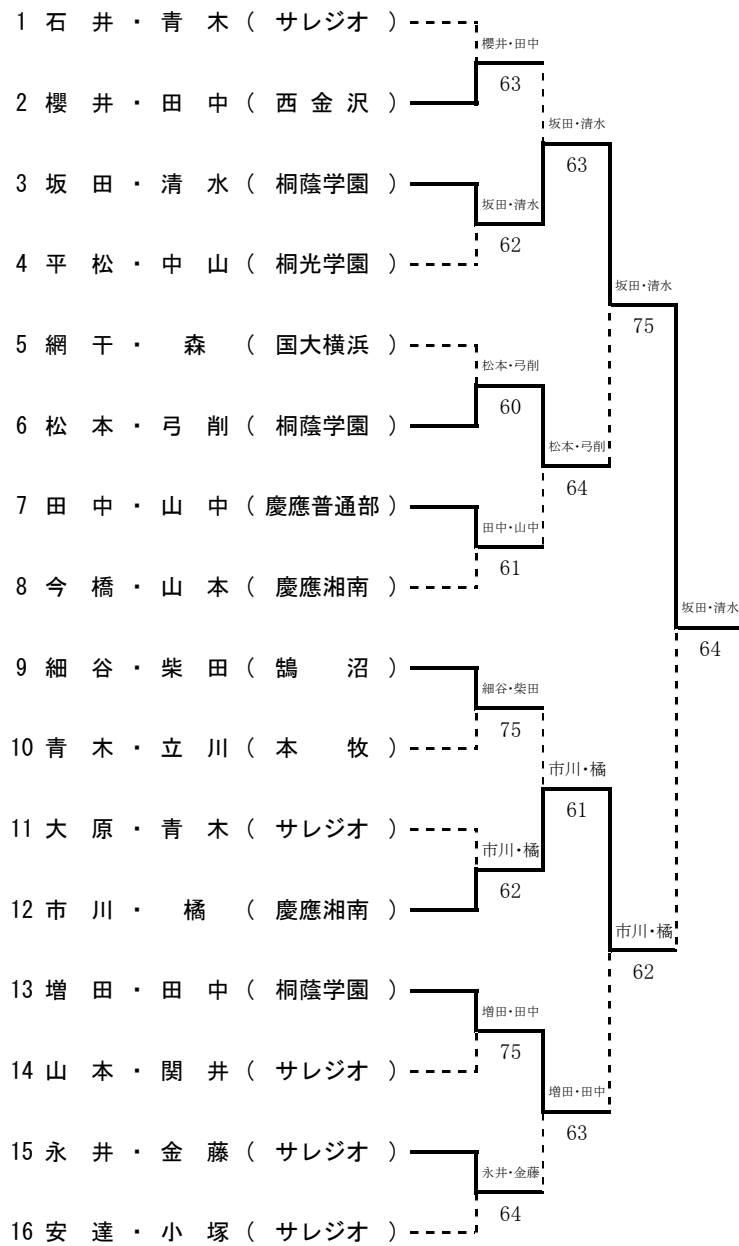 1 石 井 ・ 青 木 ( サレジオ )
櫻井・田中
63
2 櫻 井 ・ 田 中 ( 西 金 沢 )
坂田・清水
63
3 坂 田 ・ 清 水 ( 桐蔭学園 )
坂田・清水
62
4 平 松 ・ 中 山 ( 桐光学園 )
坂田・清水
75
5 網 干 ・ 森 ( 国大横浜 )
松本・弓削
60
6 松 本 ・ 弓 削 ( 桐蔭学園 )
松本・弓削
64
7 田 中 ・ 山 中 ( 慶應普通部 )
田中・山中
61
8 今 橋 ・ 山 本 ( 慶應湘南 )
坂田・清水
64
9 細 谷 ・ 柴 田 ( 鵠 沼 )
細谷・柴田
75
10 青 木 ・ 立 川 ( 本 牧 )
市川・橘
61
11 大 原 ・ 青 木 ( サレジオ )
市川・橘
62
12 市 川 ・ 橘 ( 慶應湘南 )
市川・橘
62
13 増 田 ・ 田 中 ( 桐蔭学園 )
増田・田中
75
14 山 本 ・ 関 井 ( サレジオ )
増田・田中
63
15 永 井 ・ 金 藤 ( サレジオ )
永井・金藤
64
16 安 達 ・ 小 塚 ( サレジオ )